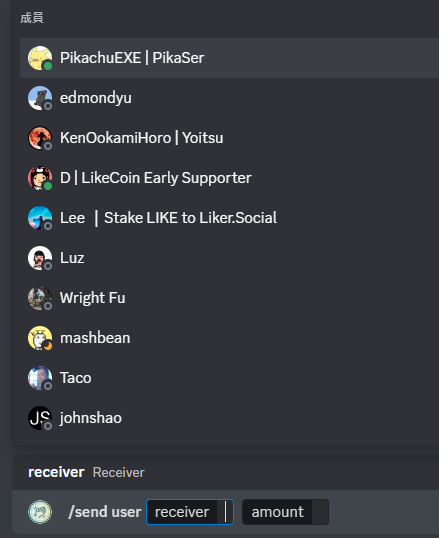 成員
PikachuEXE | PikaSer
edmondyu
KenOokamiHoro | Yoitsu
D | LikeCoin Early Supporter
Lee ｜Stake LIKE to Liker.Social
Luz
Wright Fu
mashbean
Taco
JS johnshao
receiver Receiver
/send user receiver amount